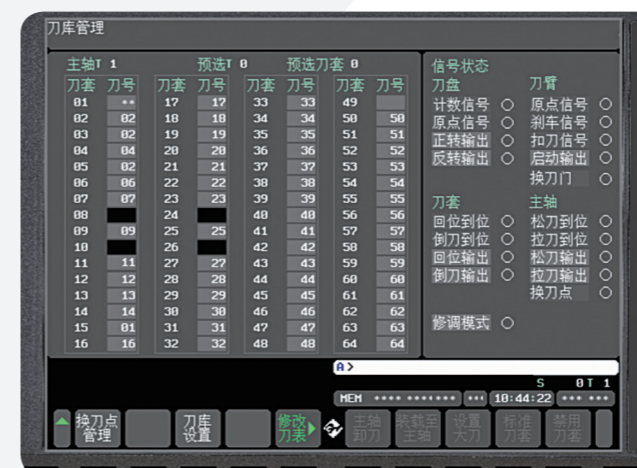 刀库管理
主轴T 1 预选T 0 预选刀套 0
刀套 刀号 刀套 刀号 刀套 刀号 刀套 刀号
01 ** 17 17 33 33 49
02 02 18 18 34 34 50 50
03 02 19 19 35 35 51 51
04 04 20 20 36 36 52 52
05 02 21 21 37 37 53 53
06 06 22 22 38 38 54 54
07 07 23 23 39 39 55 55
08 24 40 40 56 56
09 09 25 25 41 41 57 57
10 26 42 42 58 58
11 11 27 27 43 43 59 59
12 12 28 28 44 44 60 60
13 13 29 29 45 45 61 61
14 14 30 30 46 46 62 62
15 01 31 31 47 47 63 63
16 16 32 32 48 48 64 64
信号状态
刀盘 刀臂
计数信号 原点信号
原点信号 刹车信号
正转输出 扣刀信号
反转输出 启动输出
换刀门
刀套 主轴
回位到位 松刀到位
倒刀到位 拉刀到位
回位输出 松刀输出
倒刀输出 拉刀输出
换刀点
修调模式
A>
S 0T 1
MEM **** *** **** *** 10:44:22 *** ***
换刀点管理
刀库设置
修改刀表
主轴卸刀
装载至主轴
设置大刀
标准刀套
禁用刀套